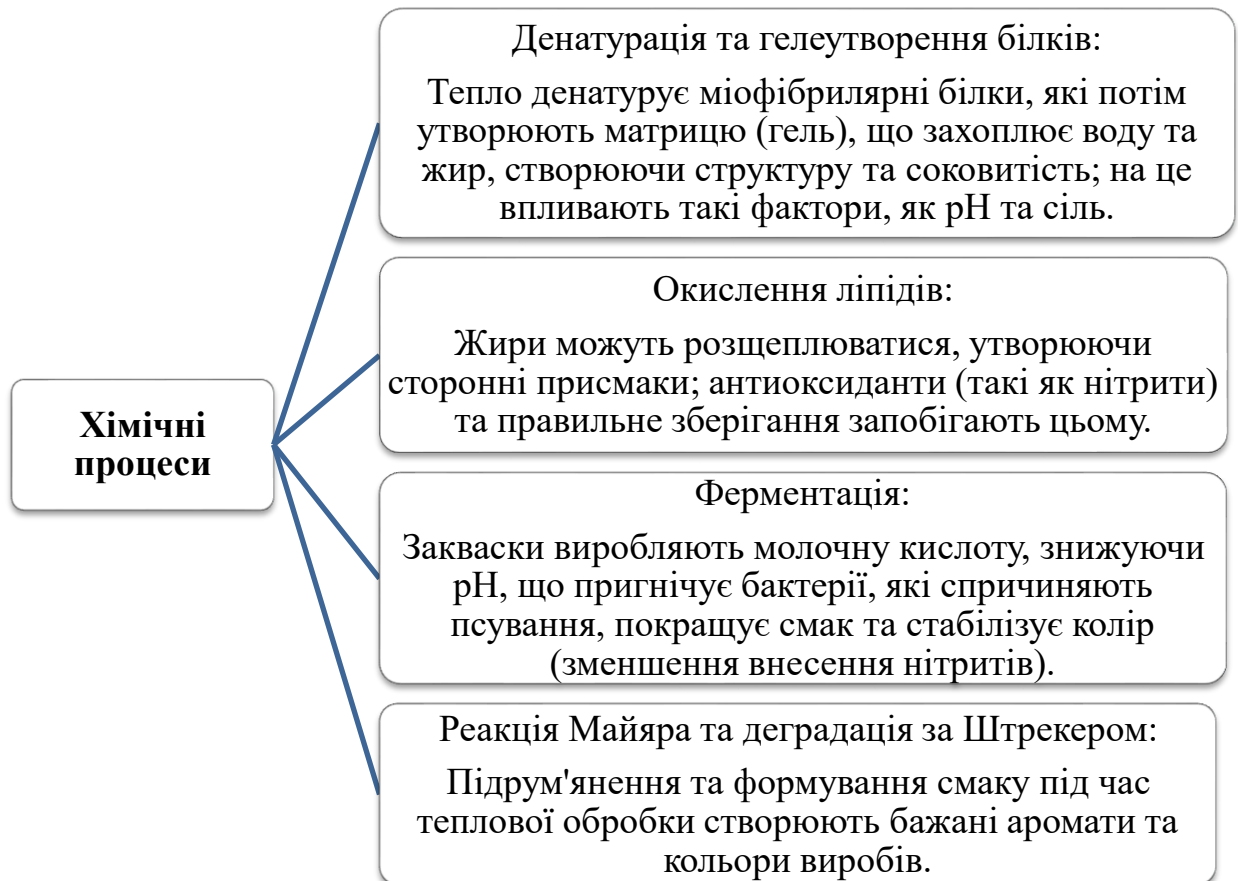 Денатурація та гелеутворення білків:
Тепло денатурує міофібрилярні білки, які потім
утворюють матрицю (гель), що захоплює воду та
жир, створюючи структуру та соковитість; на це
впливають такі фактори, як pH та сіль.
Окислення ліпідів:
Жири можуть розщеплюватися, утворюючи
сторонні присмаки; антиоксиданти (такі як нітрити)
та правильне зберігання запобігають цьому.
Хімічні
процеси
Ферментація:
Закваски виробляють молочну кислоту, знижуючи
pH, що пригнічує бактерії, які спричиняють
псування, покращує смак та стабілізує колір
(зменшення внесення нітритів).
Реакція Майяра та деградація за Штрекером:
Підрум'янення та формування смаку під час
теплової обробки створюють бажані аромати та
кольори виробів.